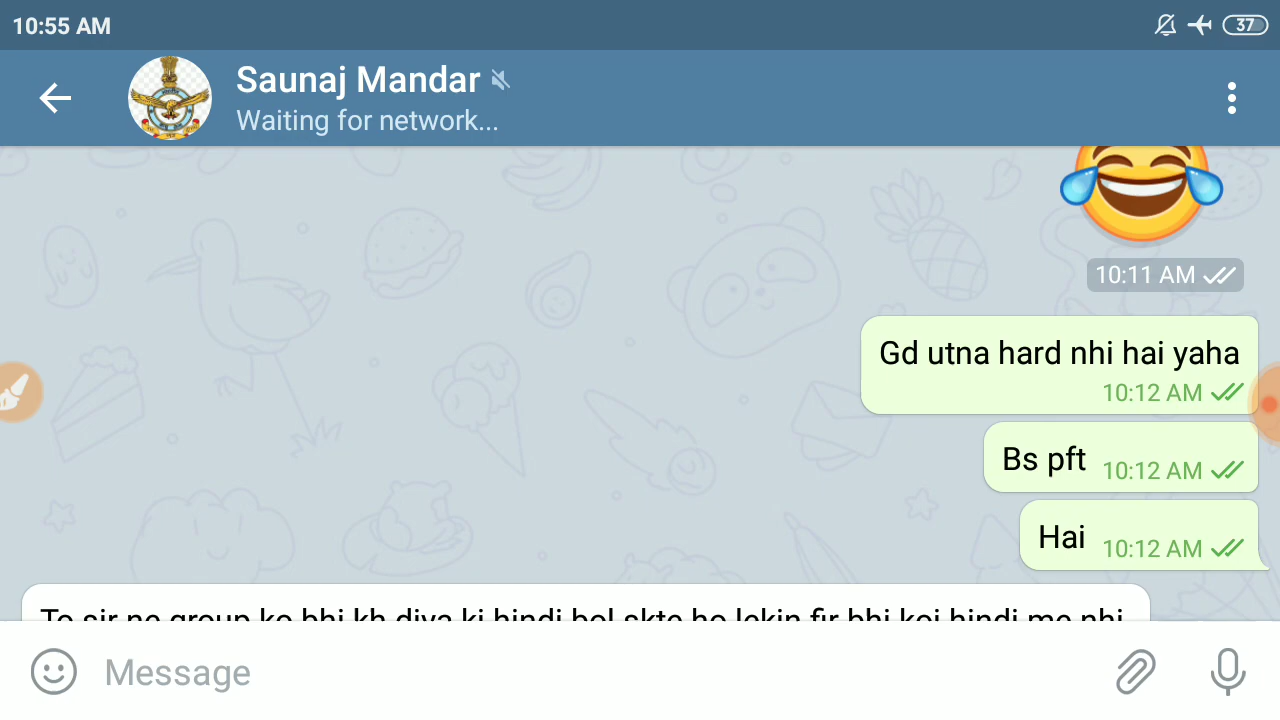 10:55 AM
37
Saunaj Mandar
Waiting for network...
10:11 AM
Gd utna hard nhi hai yaha
10:12 AM
Bs pft 10:12 AM
Hai 10:12 AM
To sir ne group ko bhi kh diya ki hindi bol skte ho lekin fir bhi koi hindi me nhi
Message